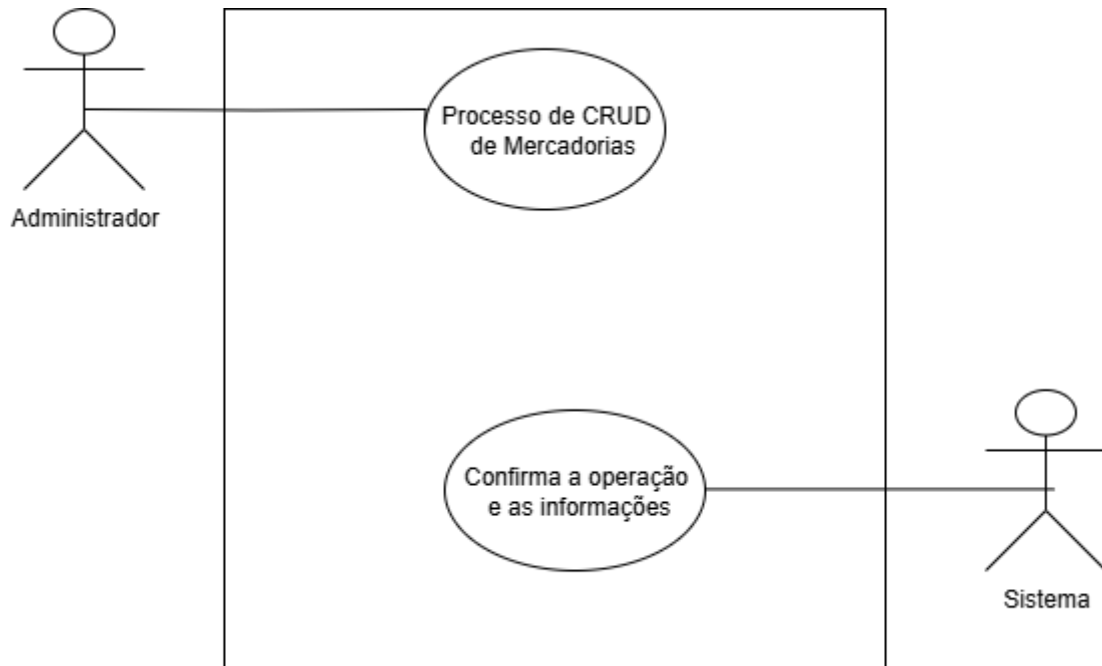 Processo de CRUD
de Mercadorias
Administrador
Confirma a operação
e as informações
Sistema